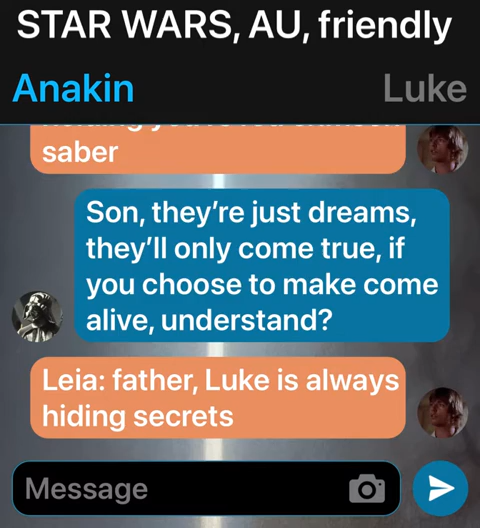 STAR WARS, AU, friendly
Anakin
Luke
saber
Son, they're just dreams,
they'll only come true, if
you choose to make come
alive, understand?
Leia: father, Luke is always
hiding secrets
Message